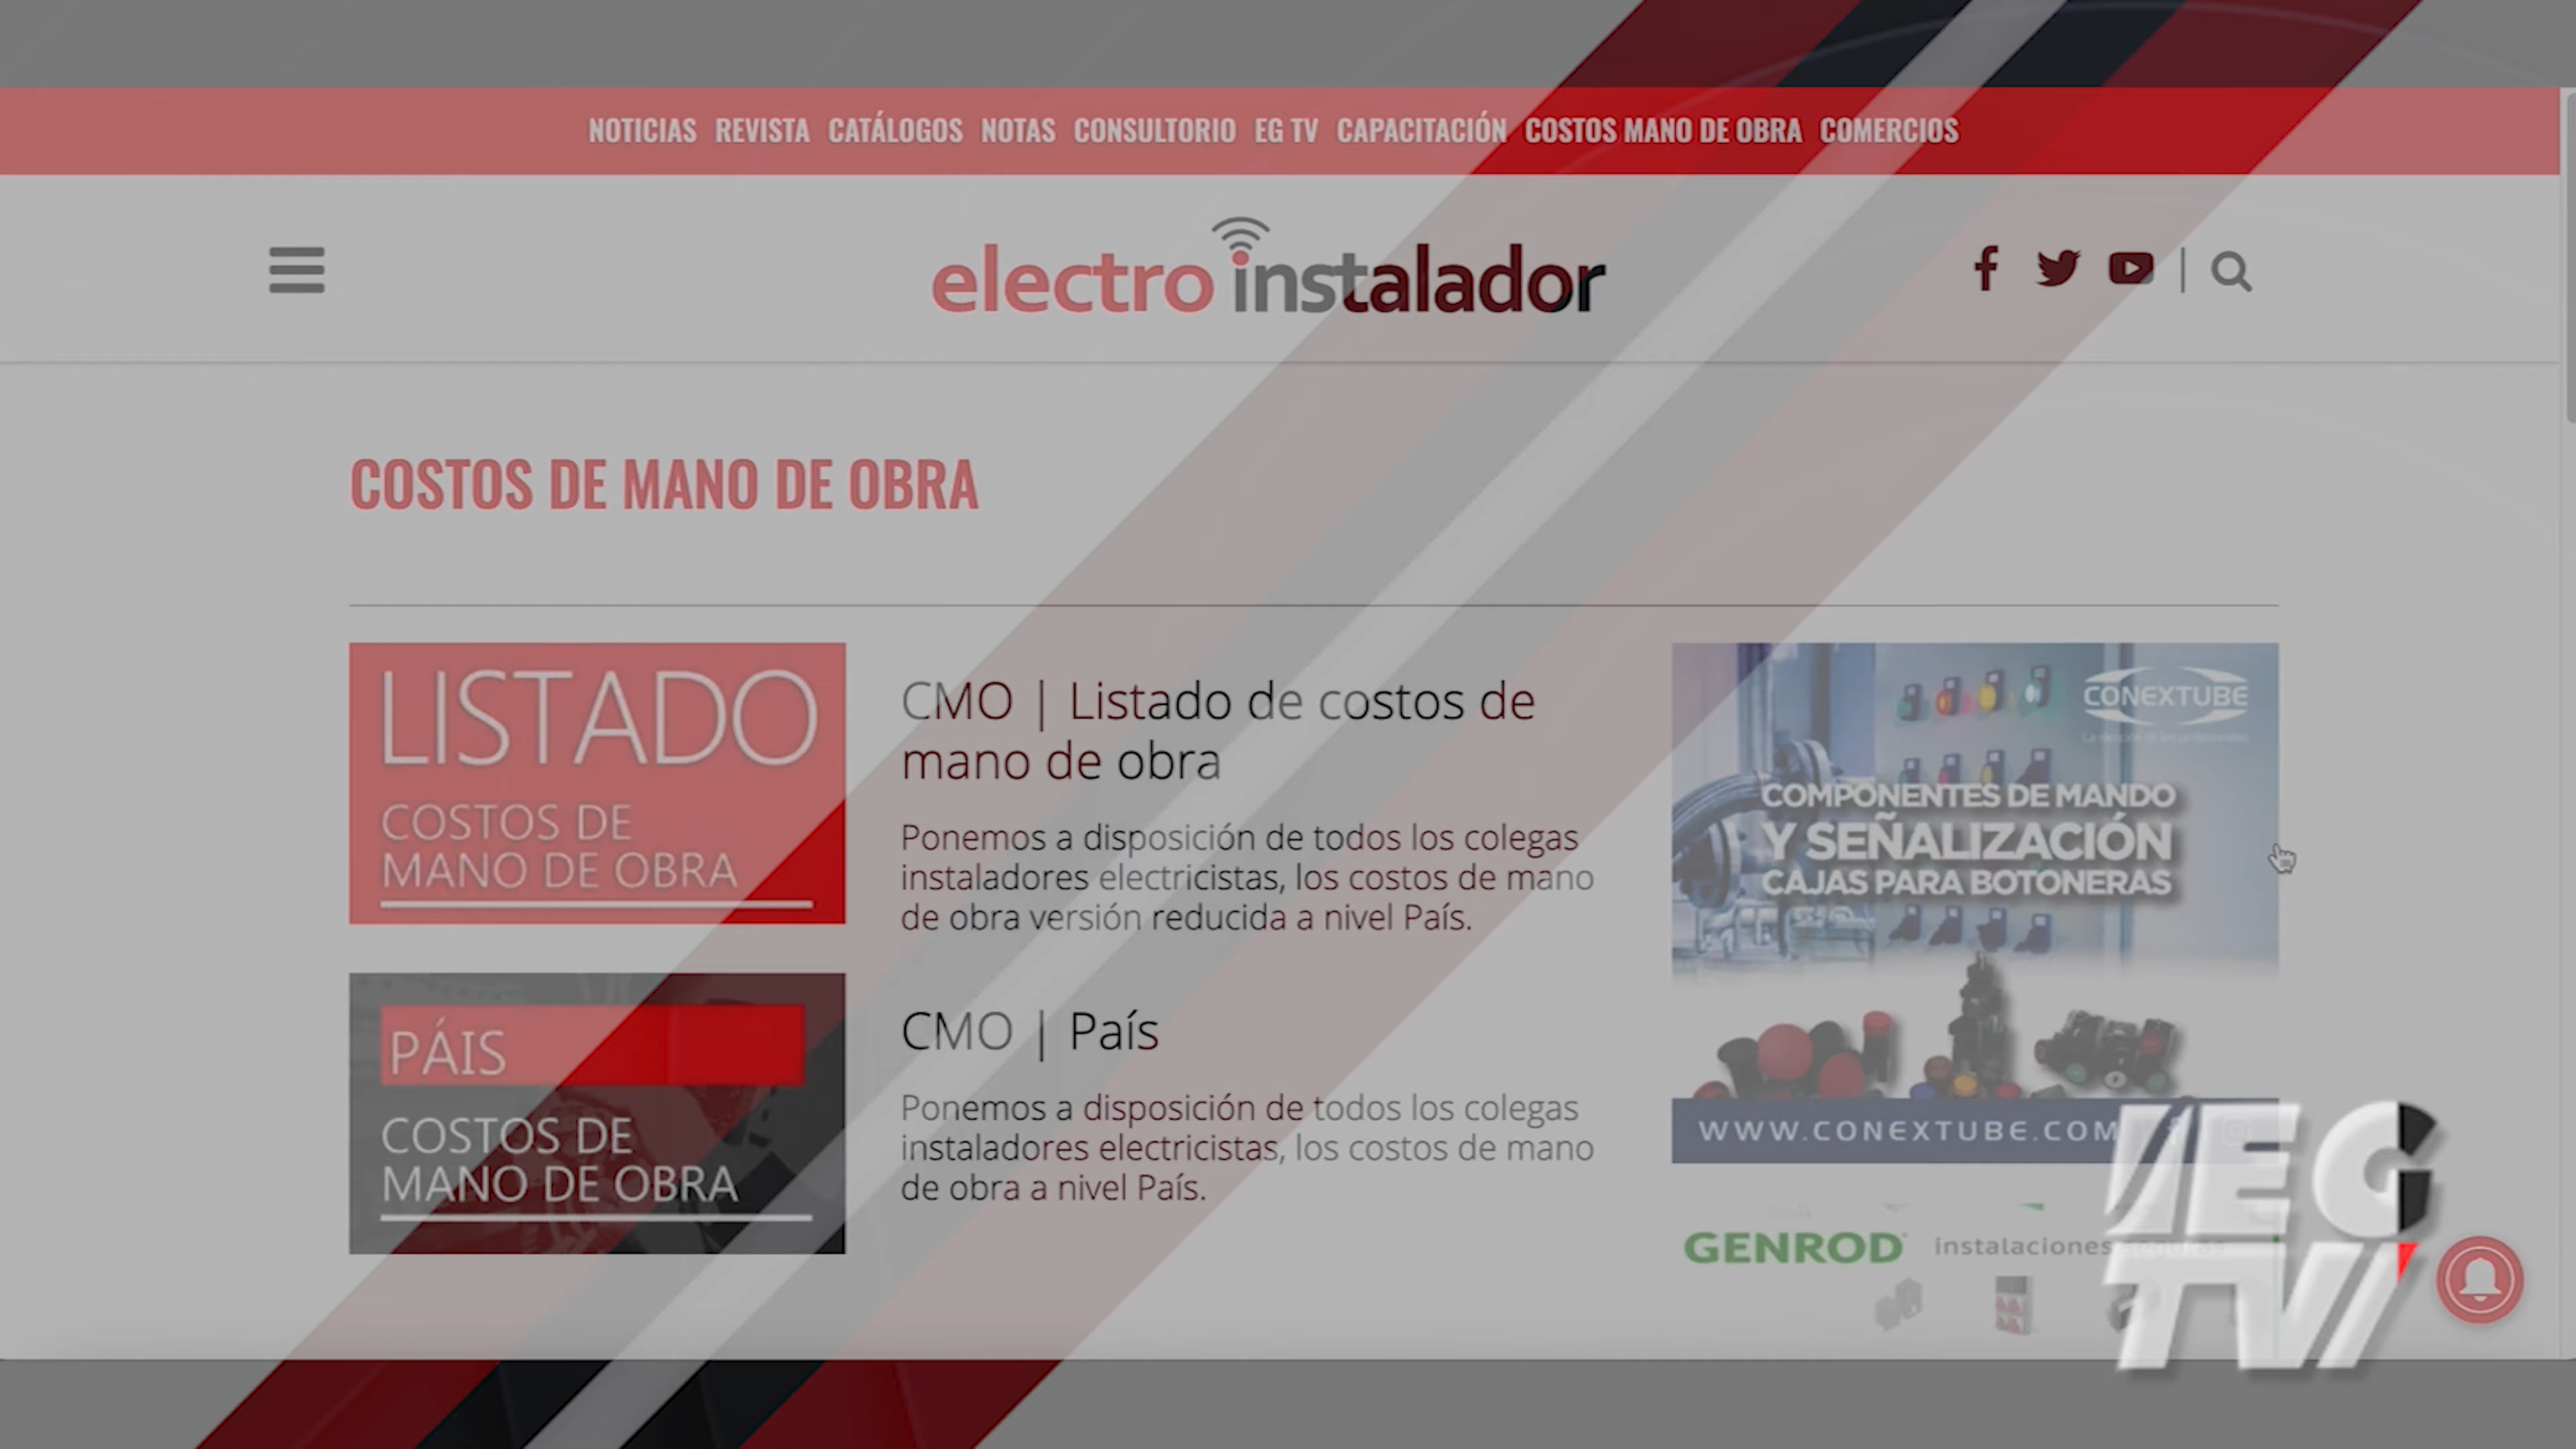 NOTICIAS REVISTA CATÁLOGOS NOTAS CONSULTORIO EG TV CAPACITACIÓN COSTOS MANO DE OBRA COMERCIOS
electro instalador
COSTOS DE MANO DE OBRA
LISTADO
COSTOS DE
MANO DE OBRA
CMO | Listado de costos de
mano de obra
Ponemos a disposición de todos los colegas
instaladores electricistas, los costos de mano
de obra versión reducida a nivel País.
PÁIS
COSTOS DE
MANO DE OBRA
CMO | País
Ponemos a disposición de todos los colegas
instaladores electricistas, los costos de mano
de obra a nivel País.
CONEXTUBE
COMPONENTES DE MANDO
Y SEÑALIZACIÓN
CAJAS PARA BOTONERAS
WWW.CONEXTUBE.COM
GENROD instalaciones
EG
TV